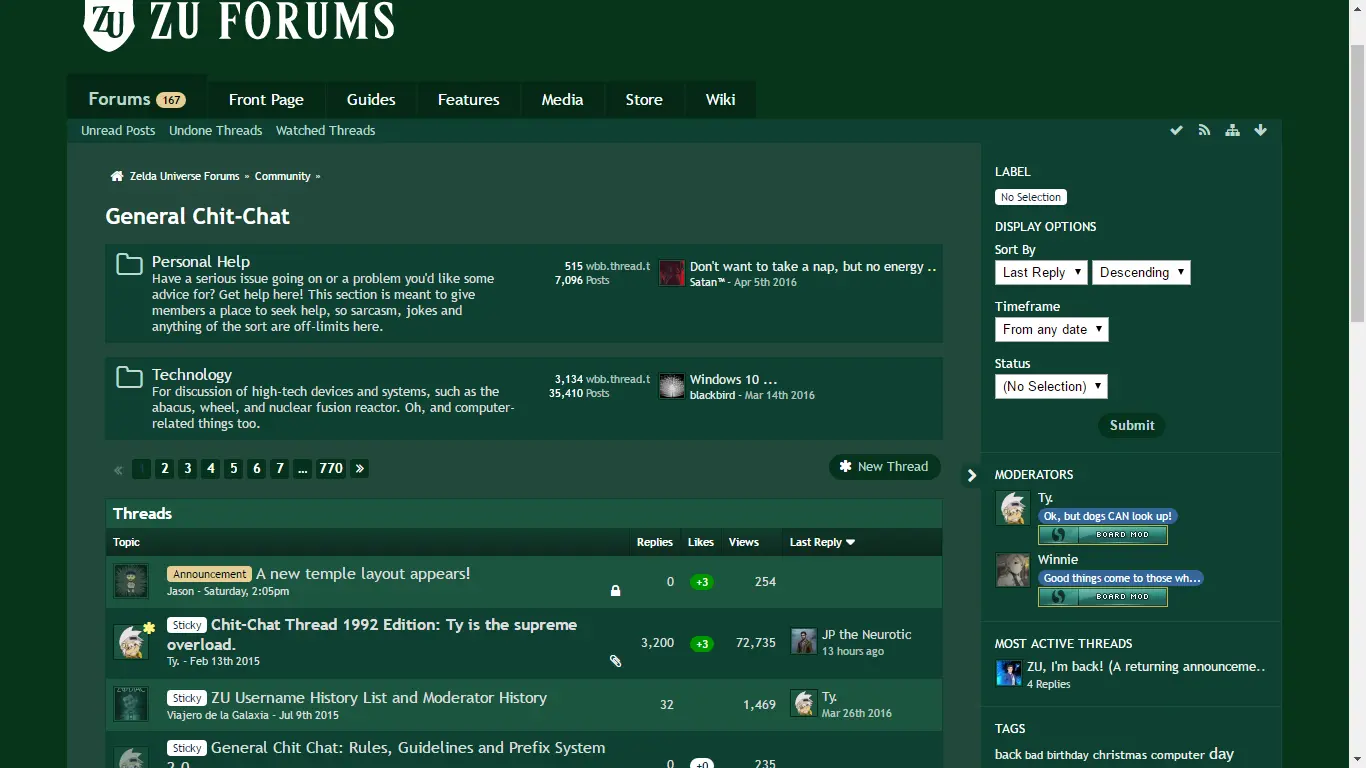 ZU ZU FORUMS
Forums 167 Front Page Guides Features Media Store Wiki
Unread Posts Undone Threads Watched Threads
Zelda Universe Forums » Community »
General Chit-Chat
Personal Help
Have a serious issue going on or a problem you'd like some
advice for? Get help here! This section is meant to give
members a place to seek help, so sarcasm, jokes and
anything of the sort are off-limits here.
515 wbb.thread.t
7,096 Posts
Don't want to take a nap, but no energy ..
Satan™ - Apr 5th 2016
Technology
For discussion of high-tech devices and systems, such as the
abacus, wheel, and nuclear fusion reactor. Oh, and computer-
related things too.
3,134 wbb.thread.t
35,410 Posts
Windows 10 ...
blackbird - Mar 14th 2016
« 1 2 3 4 5 6 7 ... 770 »
New Thread
Threads
Topic Replies Likes Views Last Reply
Announcement A new temple layout appears!
Jason - Saturday, 2:05pm
0 +3 254
Sticky Chit-Chat Thread 1992 Edition: Ty is the supreme
overload.
Ty. - Feb 13th 2015
3,200 +3 72,735
JP the Neurotic
13 hours ago
Sticky ZU Username History List and Moderator History
Viajero de la Galaxia - Jul 9th 2015
32 1,469
Ty.
Mar 26th 2016
Sticky General Chit Chat: Rules, Guidelines and Prefix System
2.0
0 +0 235
LABEL
No Selection
DISPLAY OPTIONS
Sort By
Last Reply Descending
Timeframe
From any date
Status
(No Selection)
Submit
MODERATORS
Ty.
Ok, but dogs CAN look up!
BOARD MOD
Winnie
Good things come to those wh...
BOARD MOD
MOST ACTIVE THREADS
ZU, I'm back! (A returning announceme..
4 Replies
TAGS
back bad birthday christmas computer day